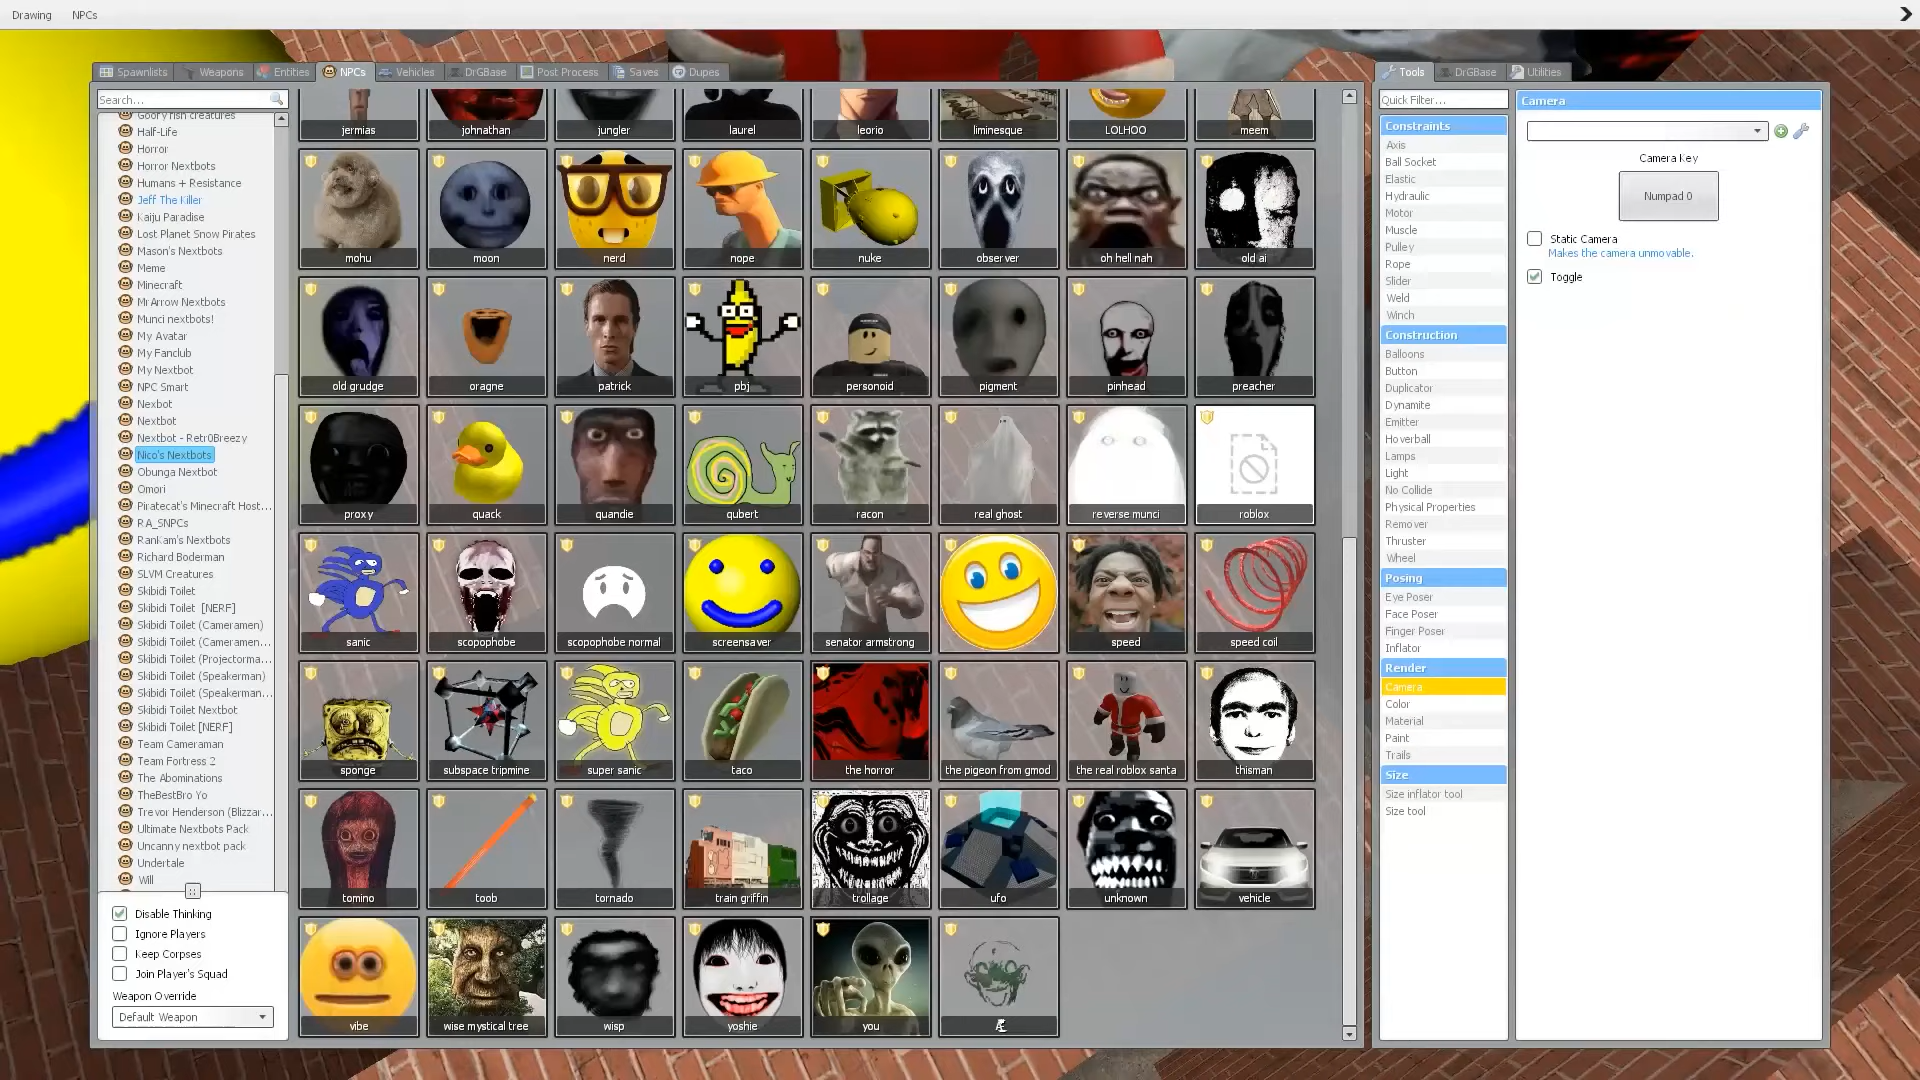 Drawing NPCs
Spawnlists Weapons Entities NPCs Vehicles DrGBase Post Process Saves Dupes
Tools DrGBase Utilities
Search...
Goofy fish creatures
Half-Life
Horror
Horror Nextbots
Humans + Resistance
Jeff The Killer
Kaiju Paradise
Lost Planet Snow Pirates
Mason's Nextbots
Meme
Minecraft
MrArrow Nextbots
Munci nextbots!
My Avatar
My Fanclub
My Nextbot
NPC Smart
Nexbot
Nextbot
Nextbot - Retr0Breezy
Nico's Nextbots
Obunga Nextbot
Omori
Piratecat's Minecraft Host...
RA_SNPCs
RanKam's Nextbots
Richard Boderman
SLVM Creatures
Skibidi Toilet
Skibidi Toilet  [NERF]
Skibidi Toilet (Cameramen)
Skibidi Toilet (Cameramen...
Skibidi Toilet (Projectorma...
Skibidi Toilet (Speakerman)
Skibidi Toilet (Speakerman...
Skibidi Toilet Nextbot
Skibidi Toilet [NERF]
Team Cameraman
Team Fortress 2
The Abominations
TheBestBro Yo
Trevor Henderson (Blizzar...
Ultimate Nextbots Pack
Uncanny nextbot pack
Undertale
Will
Disable Thinking
Ignore Players
Keep Corpses
Join Player's Squad
Weapon Override
Default Weapon
jermias johnathan jungler laurel leorio liminesque LOLHOO meem
mohu moon nerd nope nuke observer oh hell nah old ai
old grudge oragne patrick pbj personoid pigment pinhead preacher
proxy quack quandie qubert racon real ghost reverse munci roblox
sanic scopophobe scopophobe normal screensaver senator armstrong speed speed coil
sponge subspace tripmine super sanic taco the horror the pigeon from gmod the real roblox santa thisman
tomino toob tornado train griffin trollage ufo unknown vehicle
vibe wise mystical tree wisp yoshie you Æ
Quick Filter...
Constraints
Axis
Ball Socket
Elastic
Hydraulic
Motor
Muscle
Pulley
Rope
Slider
Weld
Winch
Construction
Balloons
Button
Duplicator
Dynamite
Emitter
Hoverball
Lamps
Light
No Collide
Physical Properties
Remover
Thruster
Wheel
Posing
Eye Poser
Face Poser
Finger Poser
Inflator
Render
Camera
Color
Material
Paint
Trails
Size
Size inflator tool
Size tool
Camera
Camera Key
Numpad 0
Static Camera
Makes the camera unmovable.
Toggle